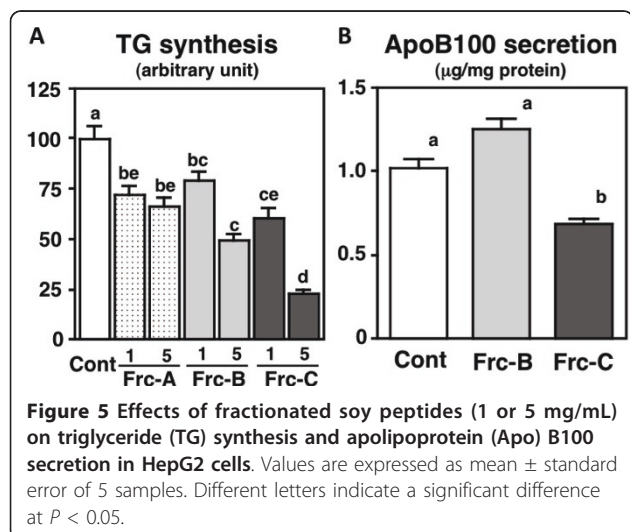 A TG synthesis
(arbitrary unit)
125
100
75
50
25
0
a
be
be
bc
c
ce
d
Cont 1 5 1 5 1 5
Frc-A Frc-B Frc-C
B ApoB100 secretion
(μg/mg protein)
1.5
1.0
0.5
0
a
a
b
Cont Frc-B Frc-C
Figure 5 Effects of fractionated soy peptides (1 or 5 mg/mL)
on triglyceride (TG) synthesis and apolipoprotein (Apo) B100
secretion in HepG2 cells. Values are expressed as mean ± standard
error of 5 samples. Different letters indicate a significant difference
at P < 0.05.